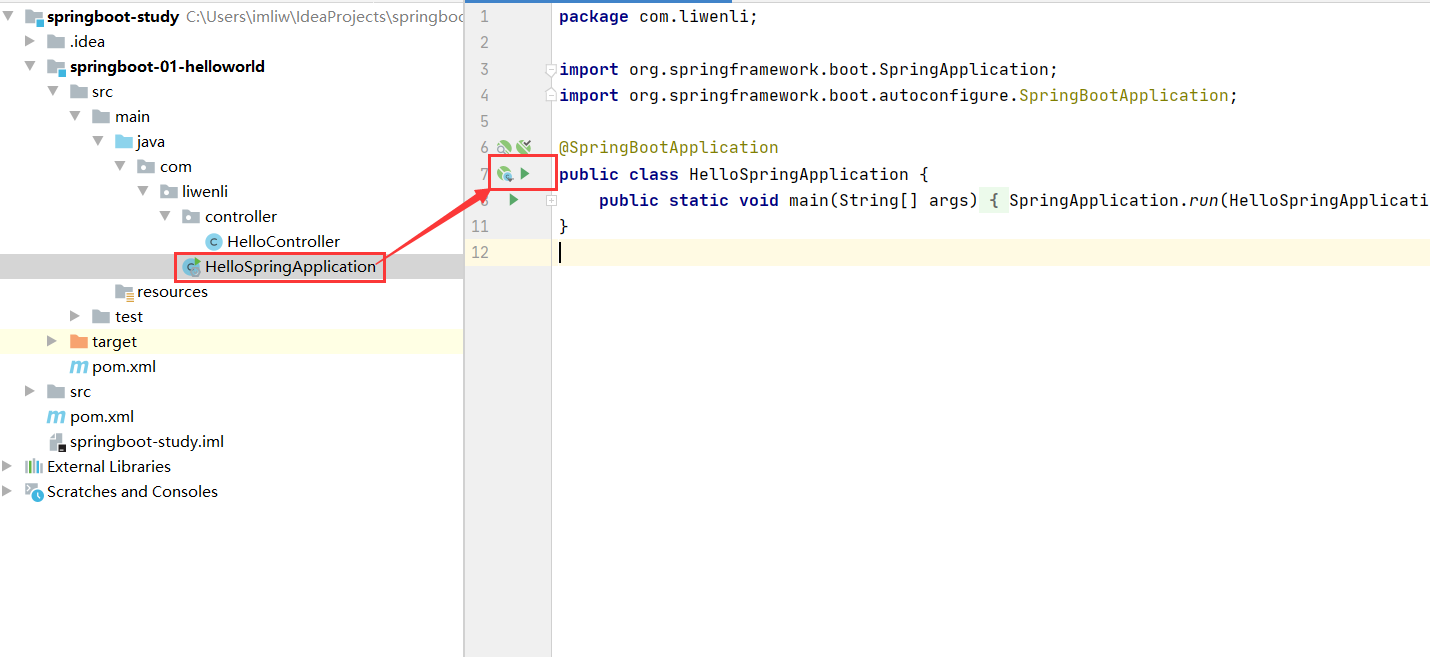 springboot-study C:\Users\imliw\IdeaProjects\springboo
.idea
springboot-01-helloworld
src
main
java
com
liwenli
controller
HelloController
HelloSpringApplication
resources
test
target
pom.xml
src
pom.xml
springboot-study.iml
External Libraries
Scratches and Consoles
1 package com.liwenli;
2
3 import org.springframework.boot.SpringApplication;
4 import org.springframework.boot.autoconfigure.SpringBootApplication;
5
6 @SpringBootApplication
7 public class HelloSpringApplication {
8 public static void main(String[] args) { SpringApplication.run(HelloSpringApplicati
11 }
12